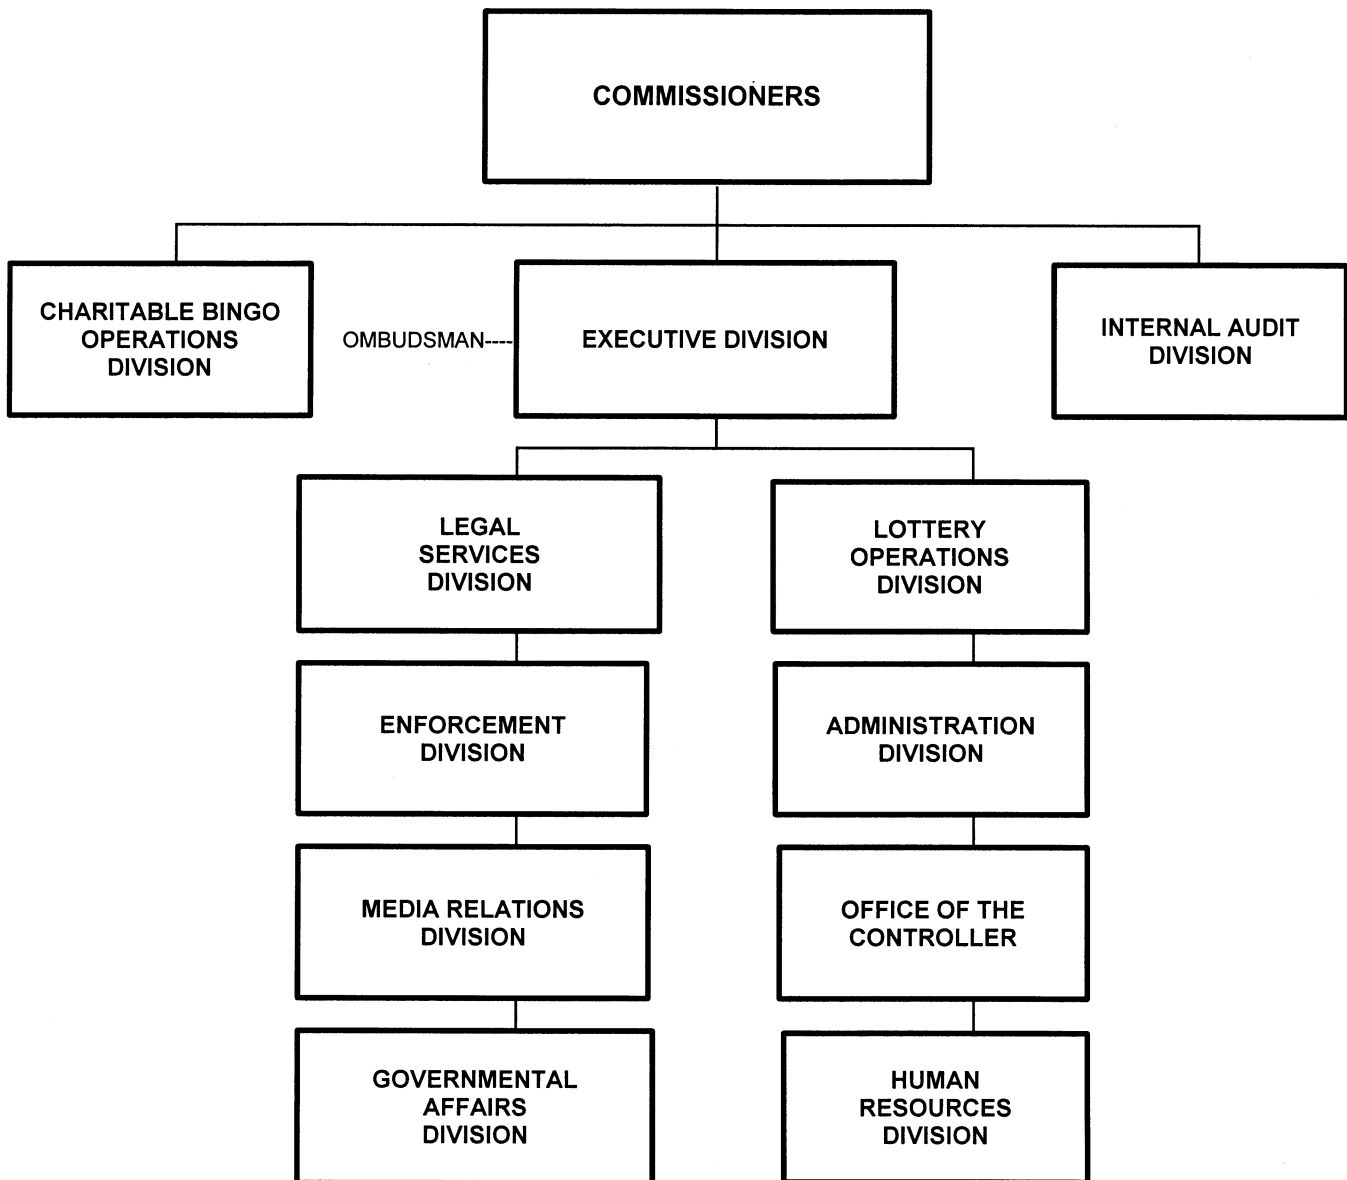 COMMISSIONERS
CHARITABLE BINGO
OPERATIONS
DIVISION
OMBUDSMAN----
EXECUTIVE DIVISION
INTERNAL AUDIT
DIVISION
LEGAL
SERVICES
DIVISION
LOTTERY
OPERATIONS
DIVISION
ENFORCEMENT
DIVISION
ADMINISTRATION
DIVISION
MEDIA RELATIONS
DIVISION
OFFICE OF THE
CONTROLLER
GOVERNMENTAL
AFFAIRS
DIVISION
HUMAN
RESOURCES
DIVISION